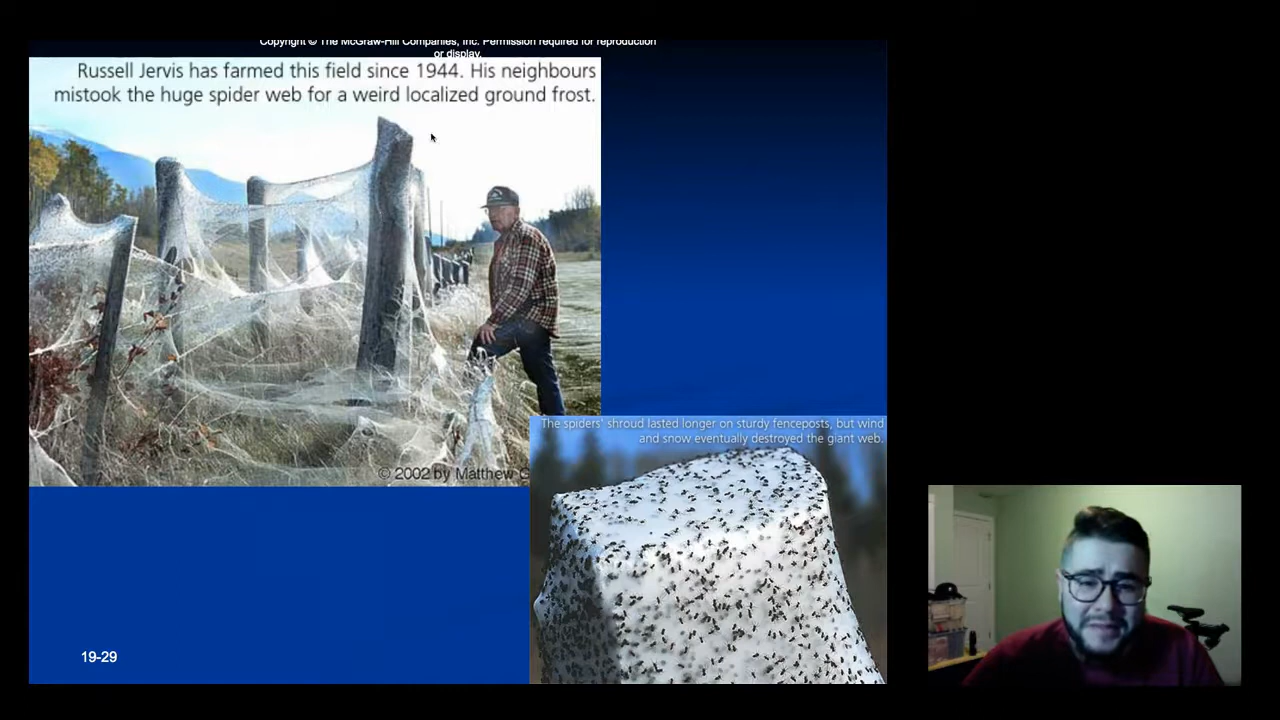 Copyright © The McGraw-Hill Companies, Inc. Permission required for reproduction
or display.
Russell Jervis has farmed this field since 1944. His neighbours
mistook the huge spider web for a weird localized ground frost.
© 2002 by Matthew G
The spiders' shroud lasted longer on sturdy fenceposts, but wind
and snow eventually destroyed the giant web.
19-29